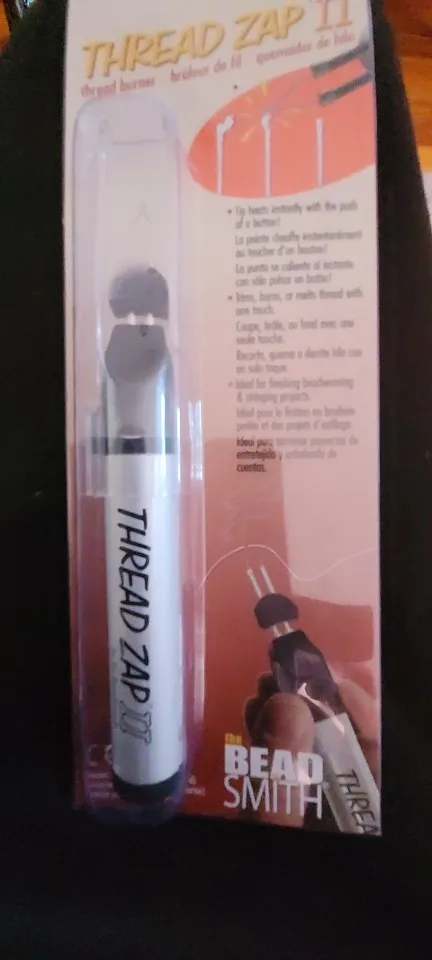 THREAD ZAP II
thread burner brûleur de fil quemador de hilo
• Tip heats instantly with the push
of a button!
La pointe chauffe instantanément
au toucher d'un bouton!
La punta se calienta al instante
con sólo pulsar un botón!
• Trims, burns, or melts thread with
one touch.
Coupe, brûle, ou fond avec une
seule touche.
Recorta, quema o derrite hilo con
un solo toque.
• Ideal for finishing beadweaving
& stringing projects.
Idéal pour la finition en broderie
perlée et des projets d'enfilage.
Ideal para terminar proyectos de
entretejido y enhebrado de
cuentas.
THREAD ZAP II
the
BEAD
SMITH
THREA